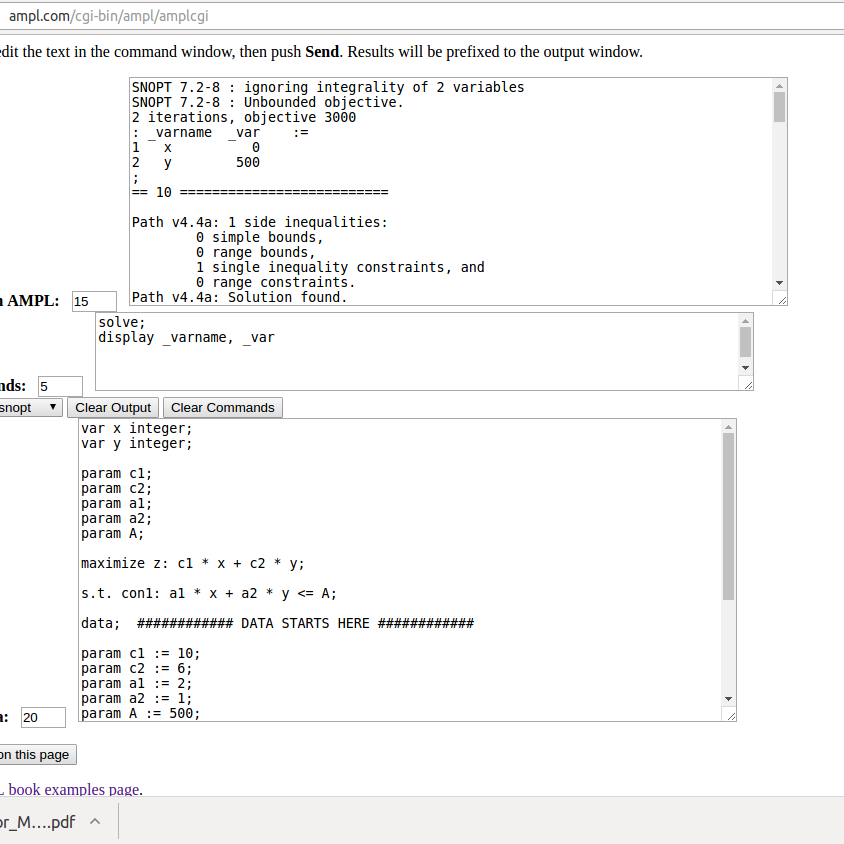 ampl.com/cgi-bin/ampl/amplcgi
edit the text in the command window, then push Send. Results will be prefixed to the output window.
SNOPT 7.2-8 : ignoring integrality of 2 variables
SNOPT 7.2-8 : Unbounded objective.
2 iterations, objective 3000
: _varname _var :=
1 x 0
2 y 500
;
== 10 ==========================
Path v4.4a: 1 side inequalities:
0 simple bounds,
0 range bounds,
1 single inequality constraints, and
0 range constraints.
Path v4.4a: Solution found.
AMPL: 15
solve;
display _varname, _var
nds: 5
snopt Clear Output Clear Commands
var x integer;
var y integer;
param c1;
param c2;
param a1;
param a2;
param A;
maximize z: c1 * x + c2 * y;
s.t. con1: a1 * x + a2 * y <= A;
data; ############ DATA STARTS HERE ############
param c1 := 10;
param c2 := 6;
param a1 := 2;
param a2 := 1;
param A := 500;
a: 20
on this page
L book examples page.
or_M....pdf